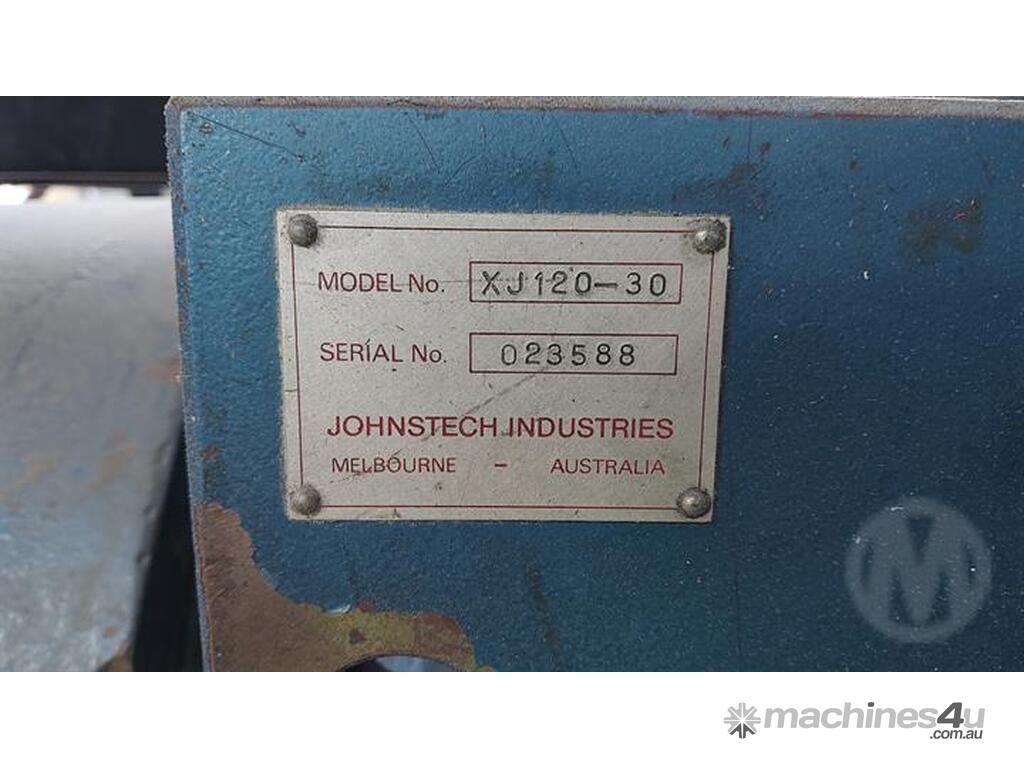 MODEL No. XJ120-30
SERIAL No. 023588
JOHNSTECH INDUSTRIES
MELBOURNE - AUSTRALIA
M
machines4u
.com.au